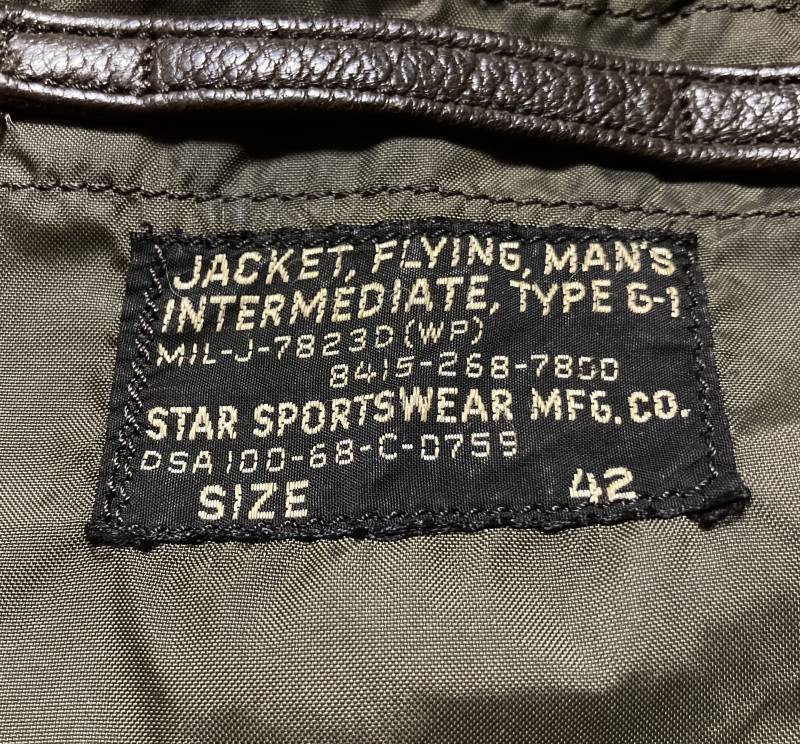 JACKET, FLYING, MAN'S
INTERMEDIATE, TYPE G-1
MIL-J-7823D (WP)
8415-268-7800
STAR SPORTSWEAR MFG. CO.
DSA 100-68-C-0759
SIZE 42